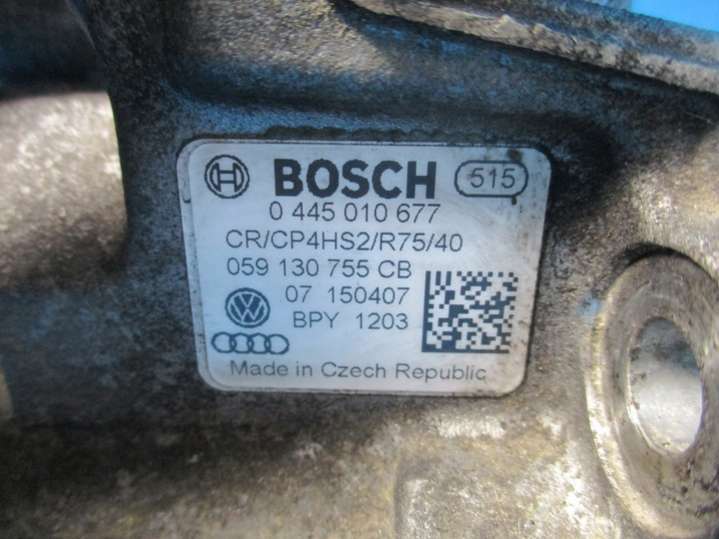 BOSCH 515
0 445 010 677
CR/CP4HS2/R75/40
059 130 755 CB
07 150407
BPY 1203
Made in Czech Republic